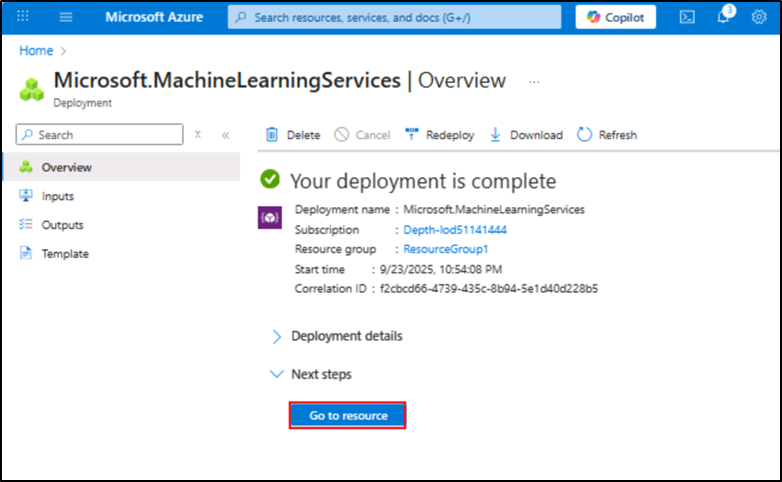 Microsoft Azure
Search resources, services, and docs (G+/)
Copilot
3
Home
Microsoft.MachineLearningServices | Overview ...
Deployment
Search
Delete Cancel Redeploy Download Refresh
Overview
Inputs
Outputs
Template
Your deployment is complete
Deployment name : Microsoft.MachineLearningServices
Subscription : Depth-lod51141444
Resource group : ResourceGroup1
Start time : 9/23/2025, 10:54:08 PM
Correlation ID : f2cbcd66-4739-435c-8b94-5e1d40d228b5
Deployment details
Next steps
Go to resource